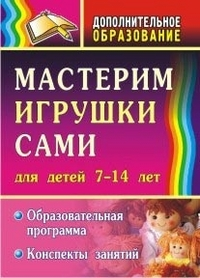 ДОПОЛНИТЕЛЬНОЕ
ОБРАЗОВАНИЕ
МАСТЕРИМ
ИГРУШКИ
САМИ
для детей 7-14 лет
Образовательная
программа
Конспекты занятий